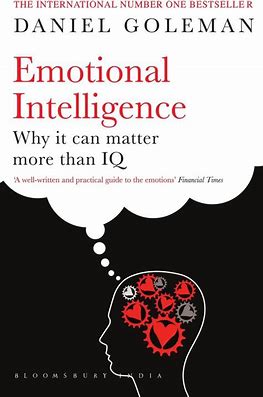 THE INTERNATIONAL NUMBER ONE BESTSELLER
DANIEL GOLEMAN
Emotional
Intelligence
Why it can matter
more than IQ
‘A well-written and practical guide to the emotions’ Financial Times
BLOOMSBURY INDIA